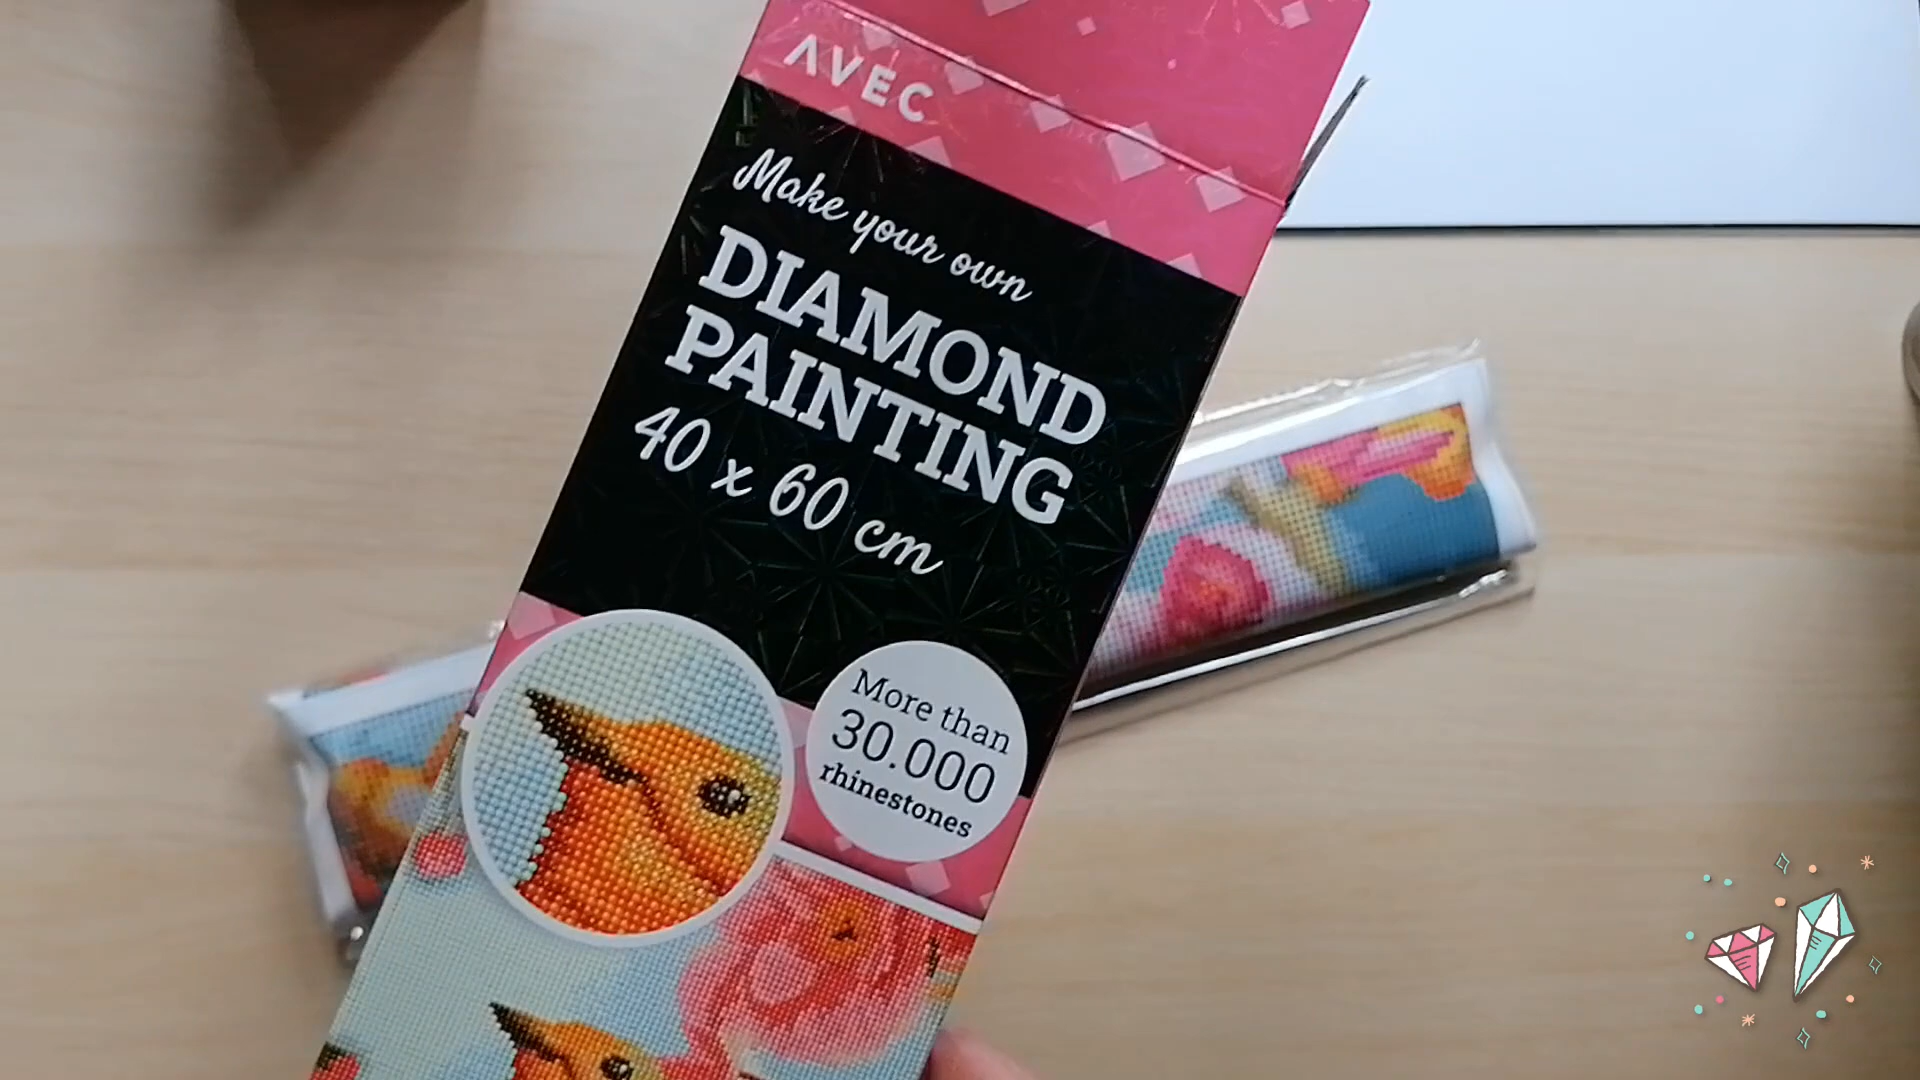 AVEC
Make your own
DIAMOND
PAINTING
40 x 60 cm
More than
30.000
rhinestones